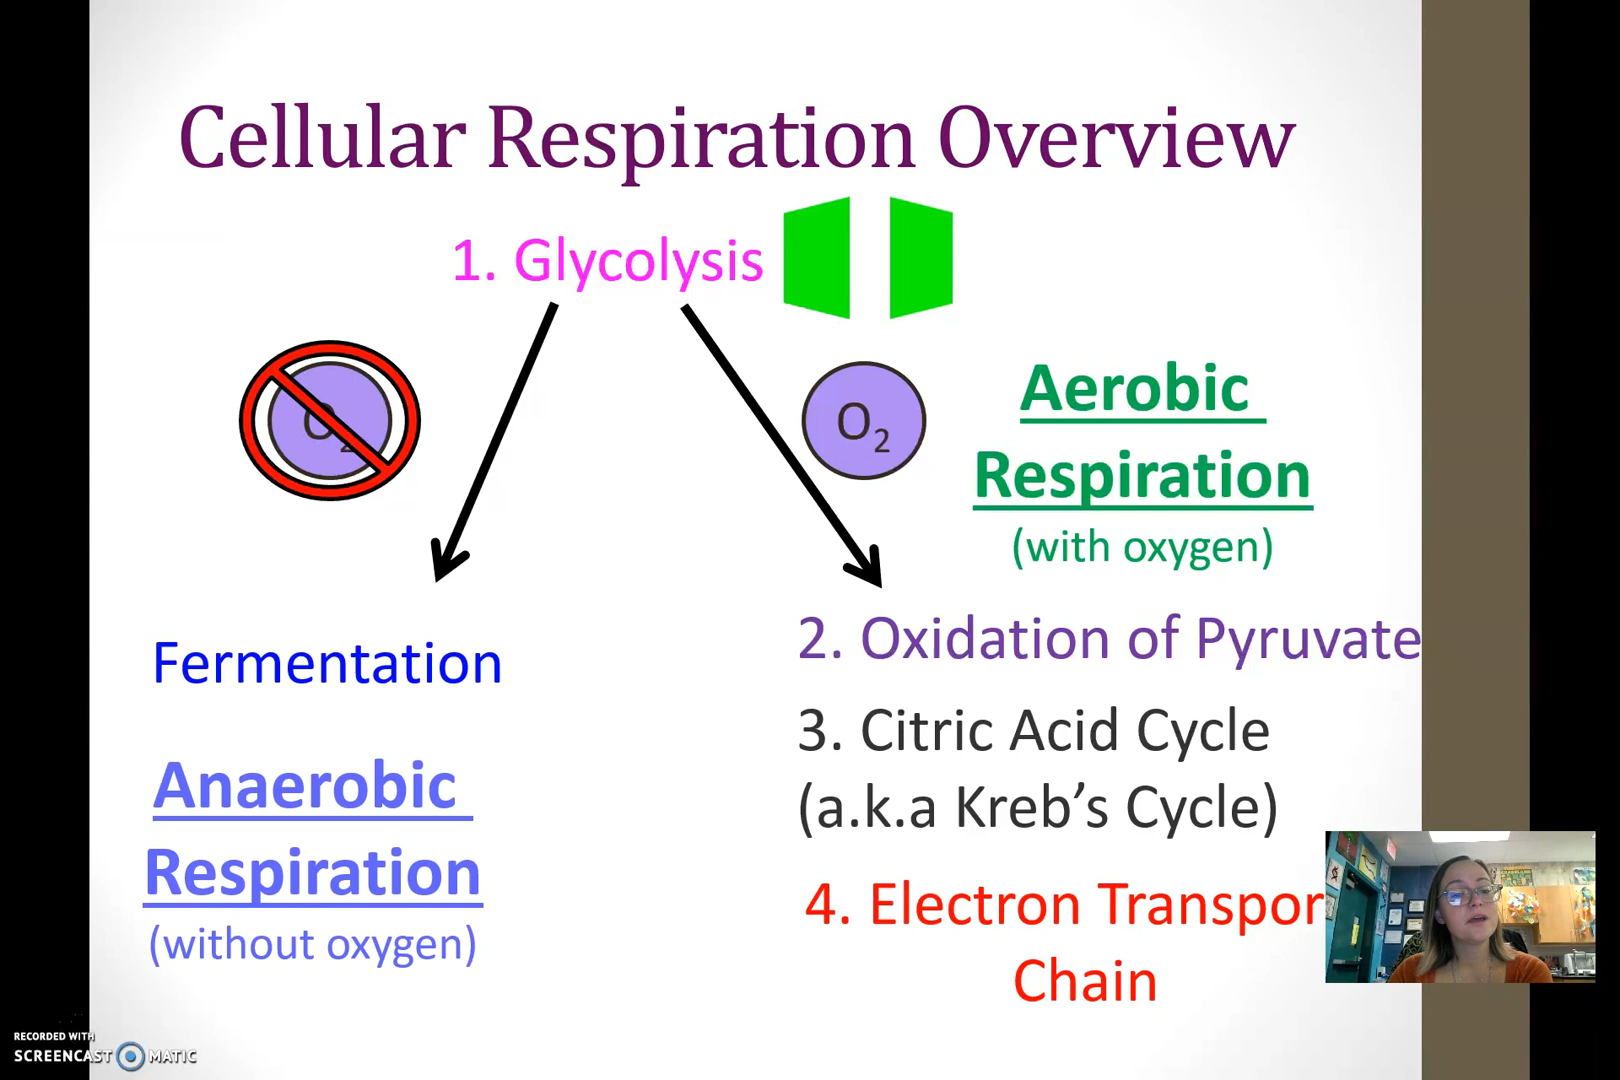 Cellular Respiration Overview
1. Glycolysis
O2
O2
Aerobic
Respiration
(with oxygen)
Fermentation
Anaerobic
Respiration
(without oxygen)
2. Oxidation of Pyruvate
3. Citric Acid Cycle
(a.k.a Kreb’s Cycle)
4. Electron Transpor
Chain
RECORDED WITH
SCREENCAST MATIC